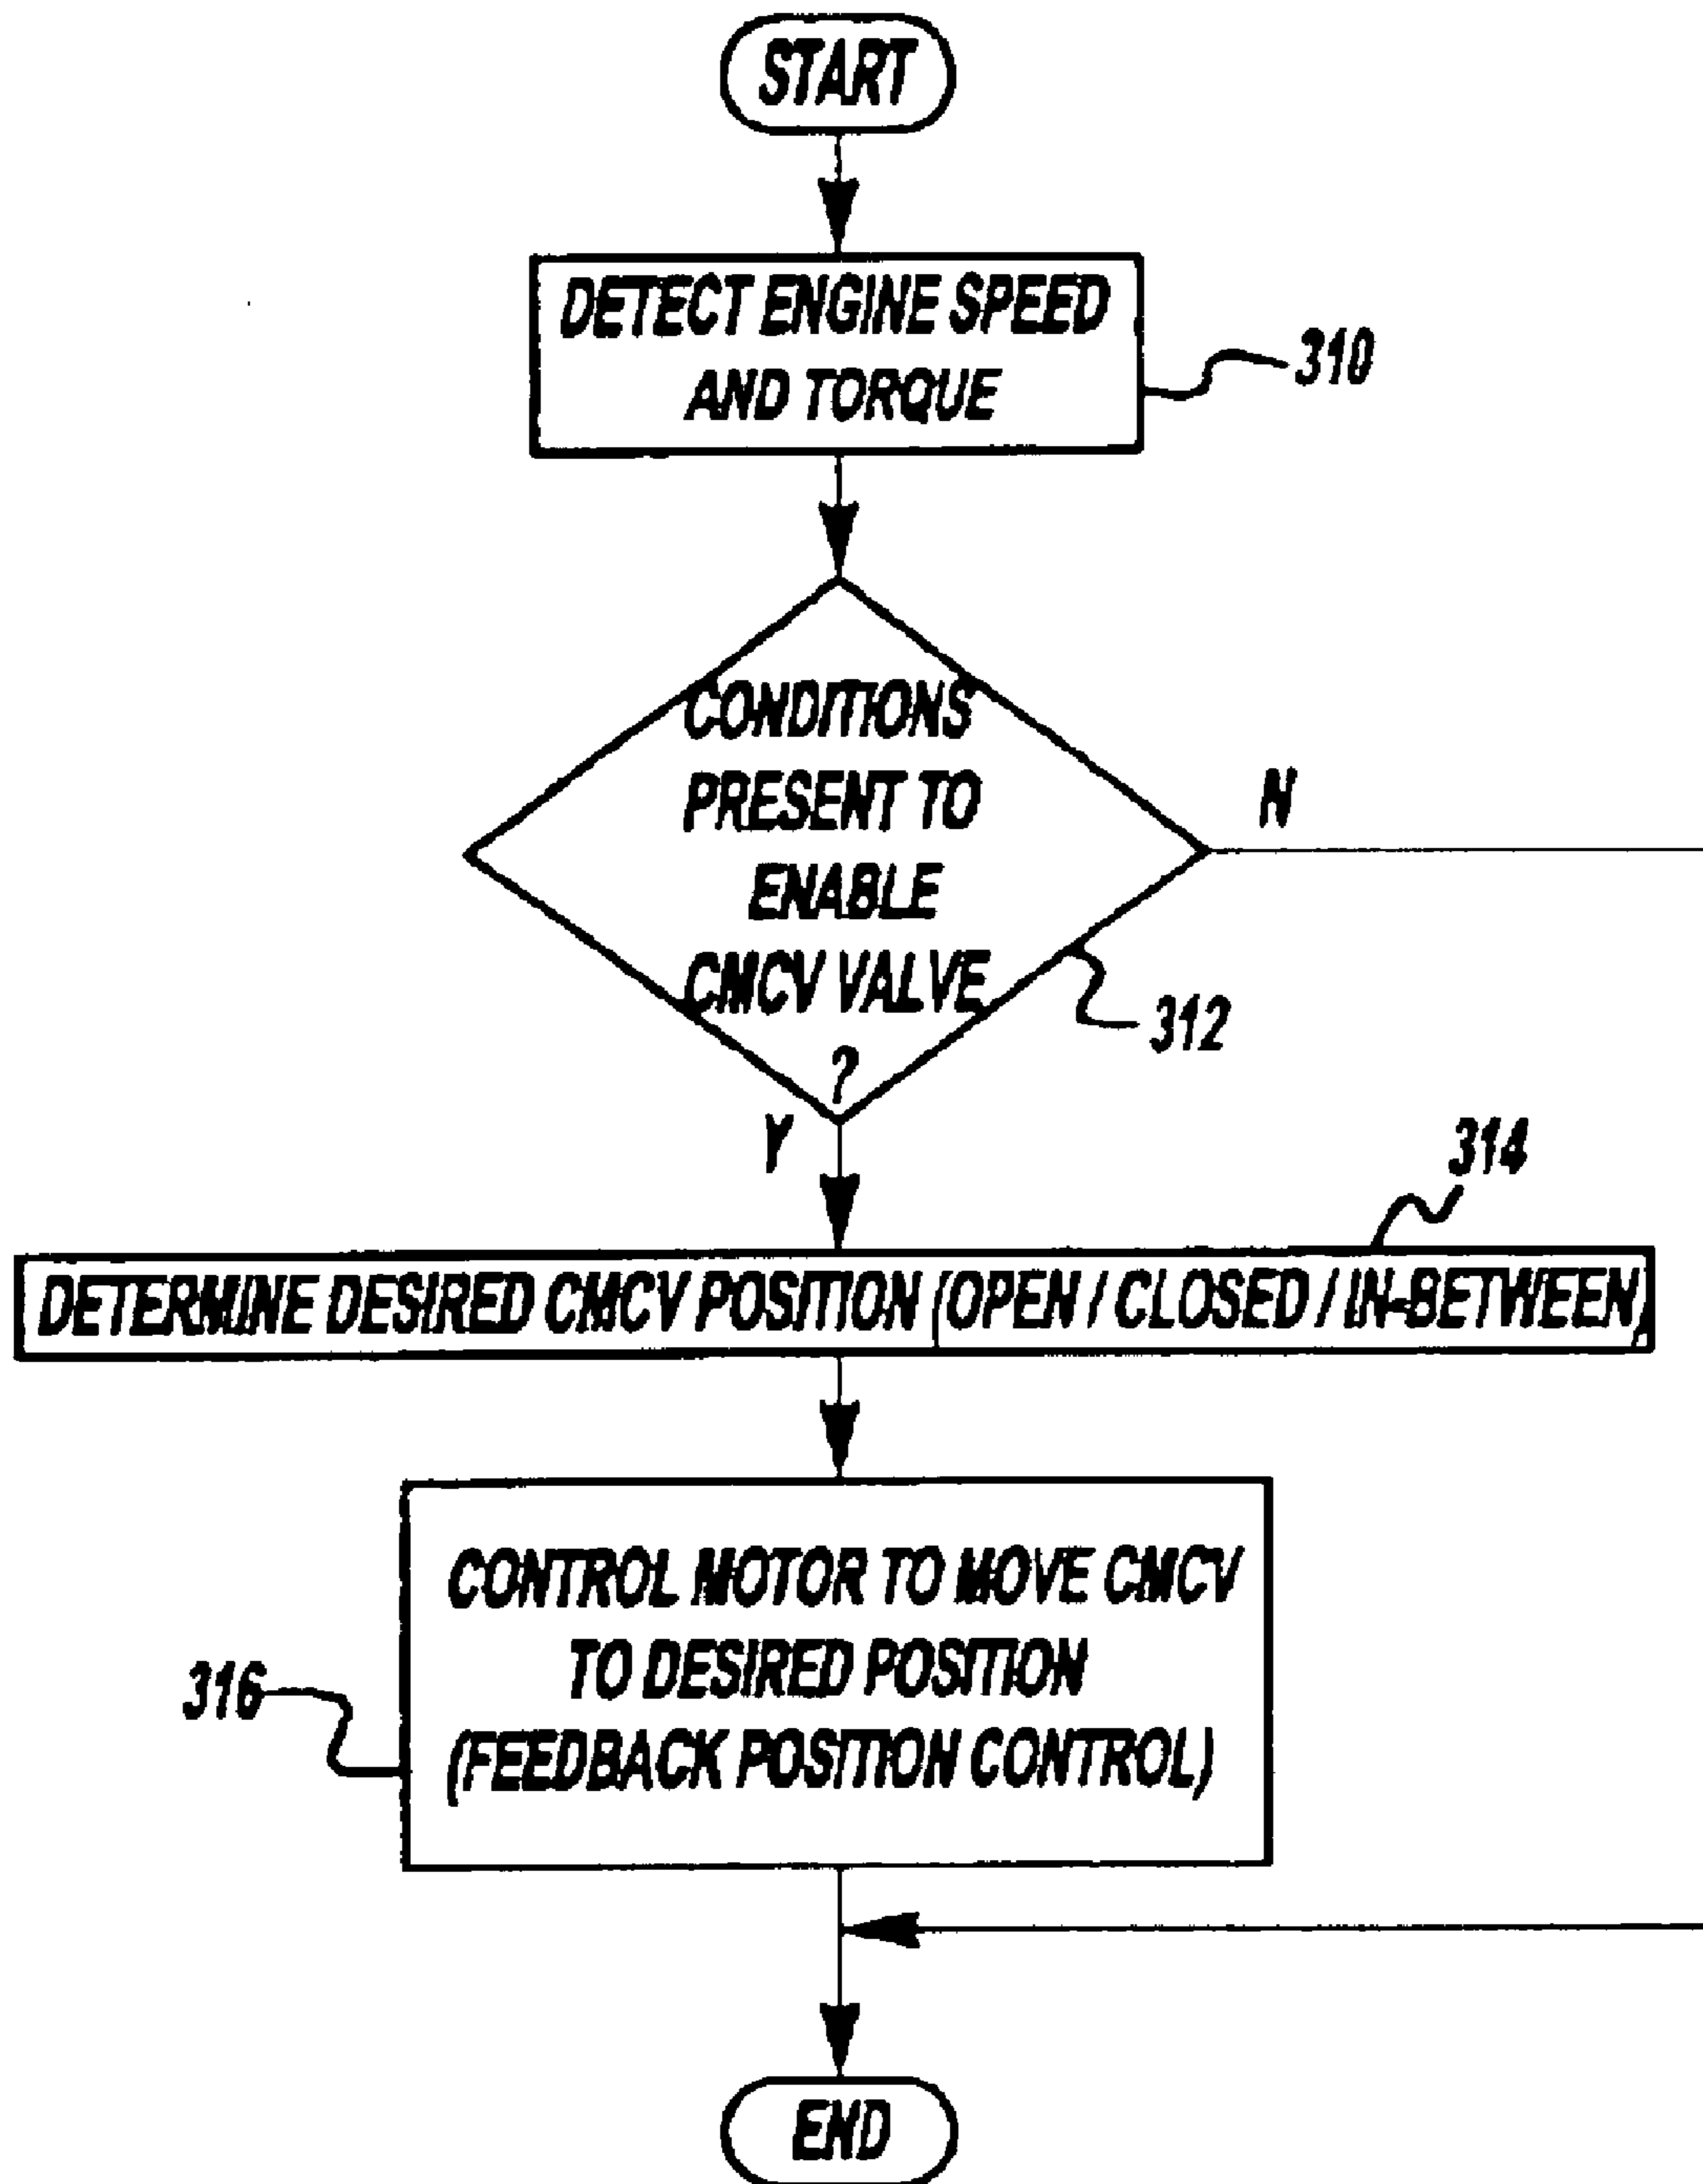 START
DETECT ENGINE SPEED
AND TORQUE
310
CONDITIONS
PRESENT TO
ENABLE
CMCV VALVE
?
N
312
Y
314
DETERMINE DESIRED CMCV POSITION (OPEN / CLOSED / IN-BETWEEN)
CONTROL MOTOR TO MOVE CMCV
TO DESIRED POSITION
(FEEDBACK POSITION CONTROL)
316
END